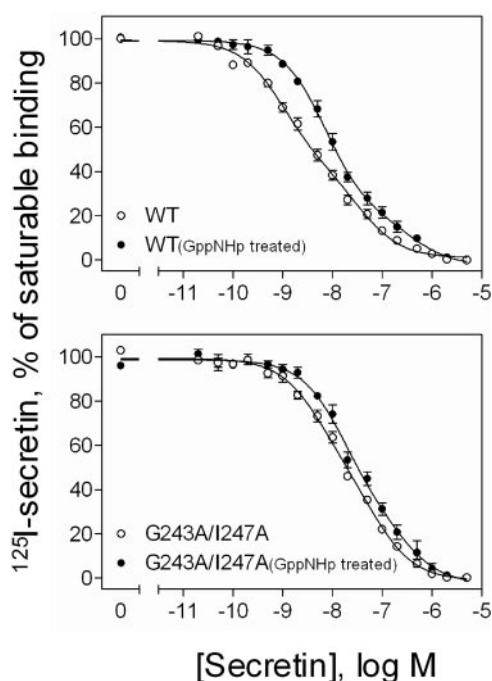 100
80
60
40
20
0
WT
WT(GppNHp treated)
0 -11 -10 -9 -8 -7 -6 -5
100
80
60
40
20
0
G243A/I247A
G243A/I247A(GppNHp treated)
0 -11 -10 -9 -8 -7 -6 -5
125I-secretin, % of saturable binding
[Secretin], log M